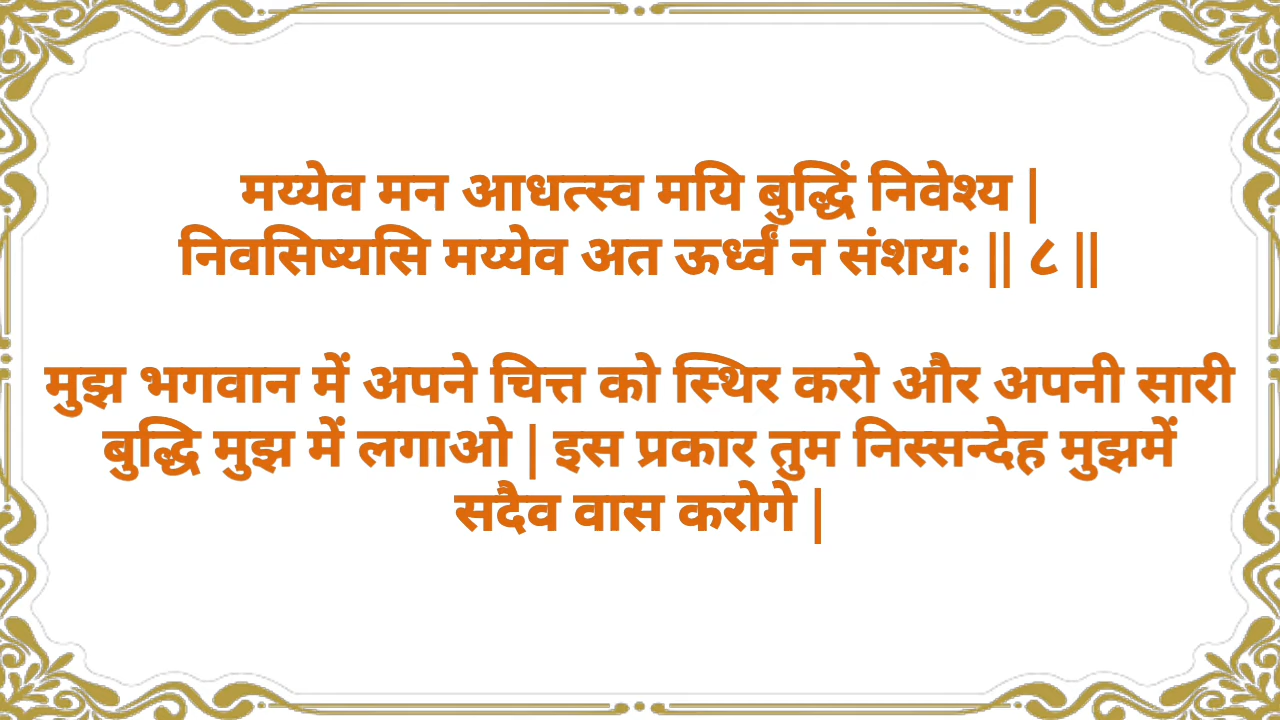 मय्येव मन आधत्स्व मयि बुद्धिं निवेश्य |
निवसिष्यसि मय्येव अत ऊर्ध्वं न संशयः || ८ ||
मुझ भगवान में अपने चित्त को स्थिर करो और अपनी सारी
बुद्धि मुझ में लगाओ | इस प्रकार तुम निस्सन्देह मुझमें
सदैव वास करोगे |